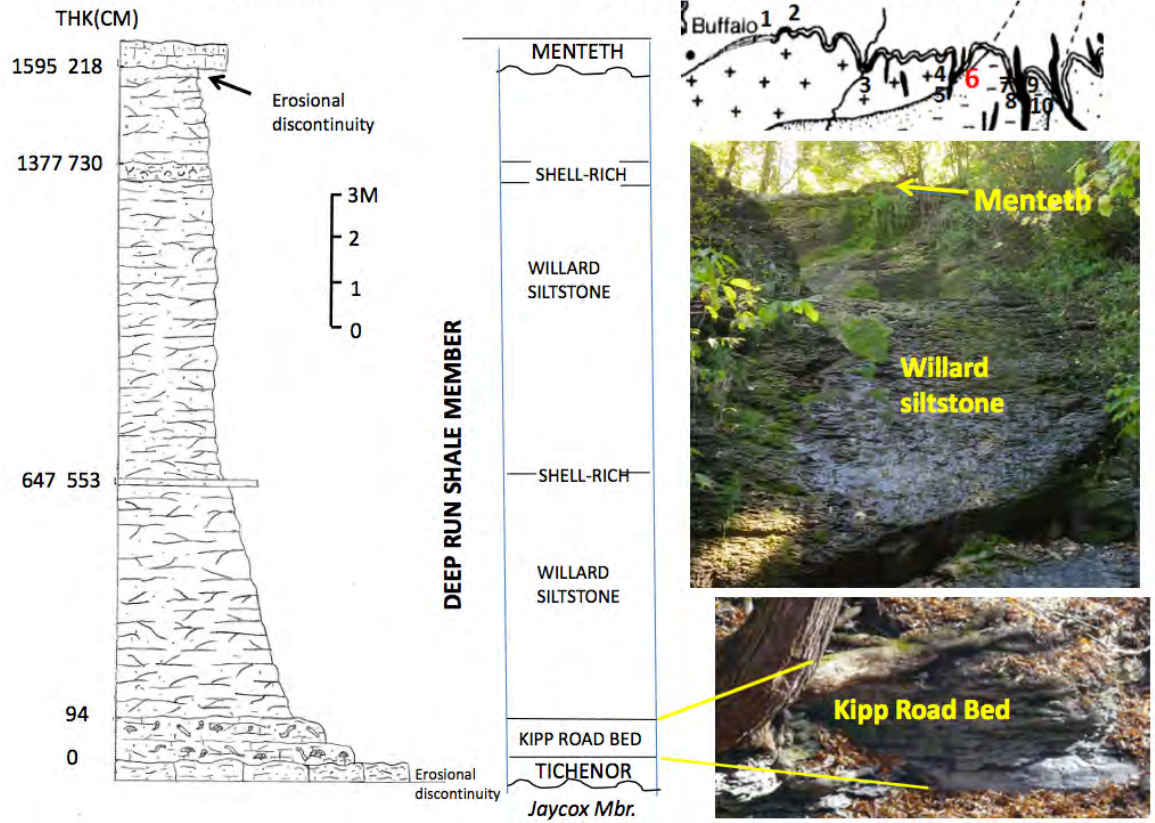 THK(CM)
1595 218
Erosional
discontinuity
1377 730
3M
2
1
0
647 553
94
0
Erosional
discontinuity
DEEP RUN SHALE MEMBER
MENTETH
SHELL-RICH
WILLARD
SILTSTONE
SHELL-RICH
WILLARD
SILTSTONE
KIPP ROAD BED
TICHENOR
Jaycox Mbr.
Buffalo 1 2
3 4 5 6 7 8 9 10
Menteth
Willard
siltstone
Kipp Road Bed